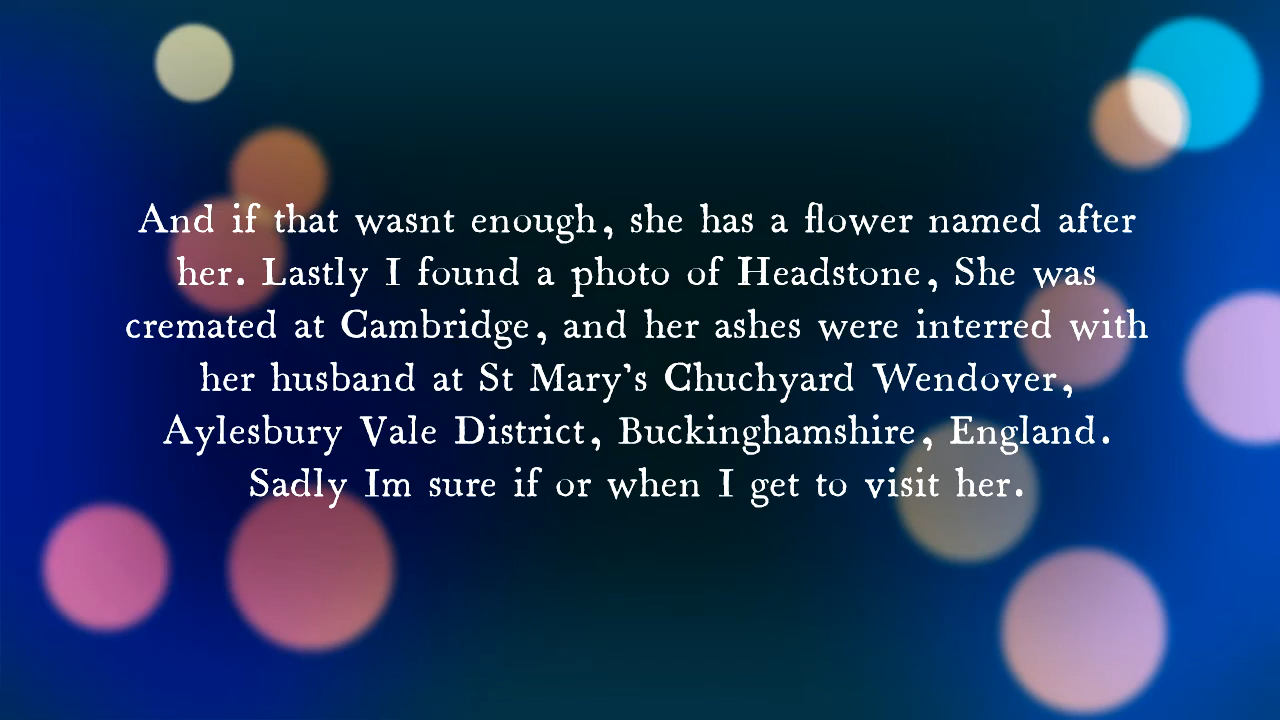 And if that wasnt enough, she has a flower named after
her. Lastly I found a photo of Headstone, She was
cremated at Cambridge, and her ashes were interred with
her husband at St Mary's Chuchyard Wendover,
Aylesbury Vale District, Buckinghamshire, England.
Sadly Im sure if or when I get to visit her.